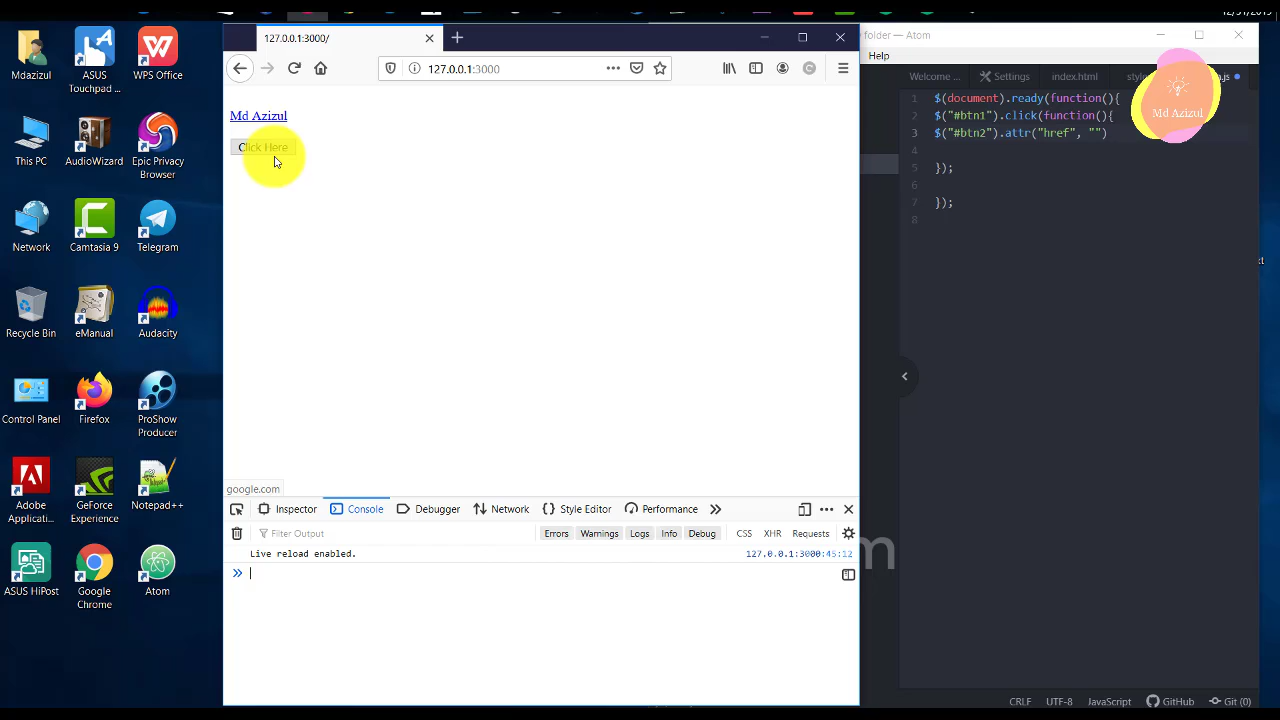 Mdazizul
ASUS
Touchpad ...
WPS Office
This PC
AudioWizard
Epic Privacy
Browser
Network
Camtasia 9
Telegram
Recycle Bin
eManual
Audacity
Control Panel
Firefox
ProShow
Producer
Adobe
Applicati...
GeForce
Experience
Notepad++
ASUS HiPost
Google
Chrome
Atom
127.0.0.1:3000/
127.0.0.1:3000
Md Azizul
Click Here
google.com
Inspector
Console
Debugger
Network
Style Editor
Performance
Filter Output
Errors
Warnings
Logs
Info
Debug
CSS
XHR
Requests
Live reload enabled.
127.0.0.1:3000:45:12
folder — Atom
Help
Welcome ...
Settings
index.html
Md Azizul
1 $(document).ready(function(){
2 $("#btn1").click(function(){
3 $("#btn2").attr("href", "")
4
5 });
6
7 });
8
CRLF
UTF-8
JavaScript
GitHub
Git (0)